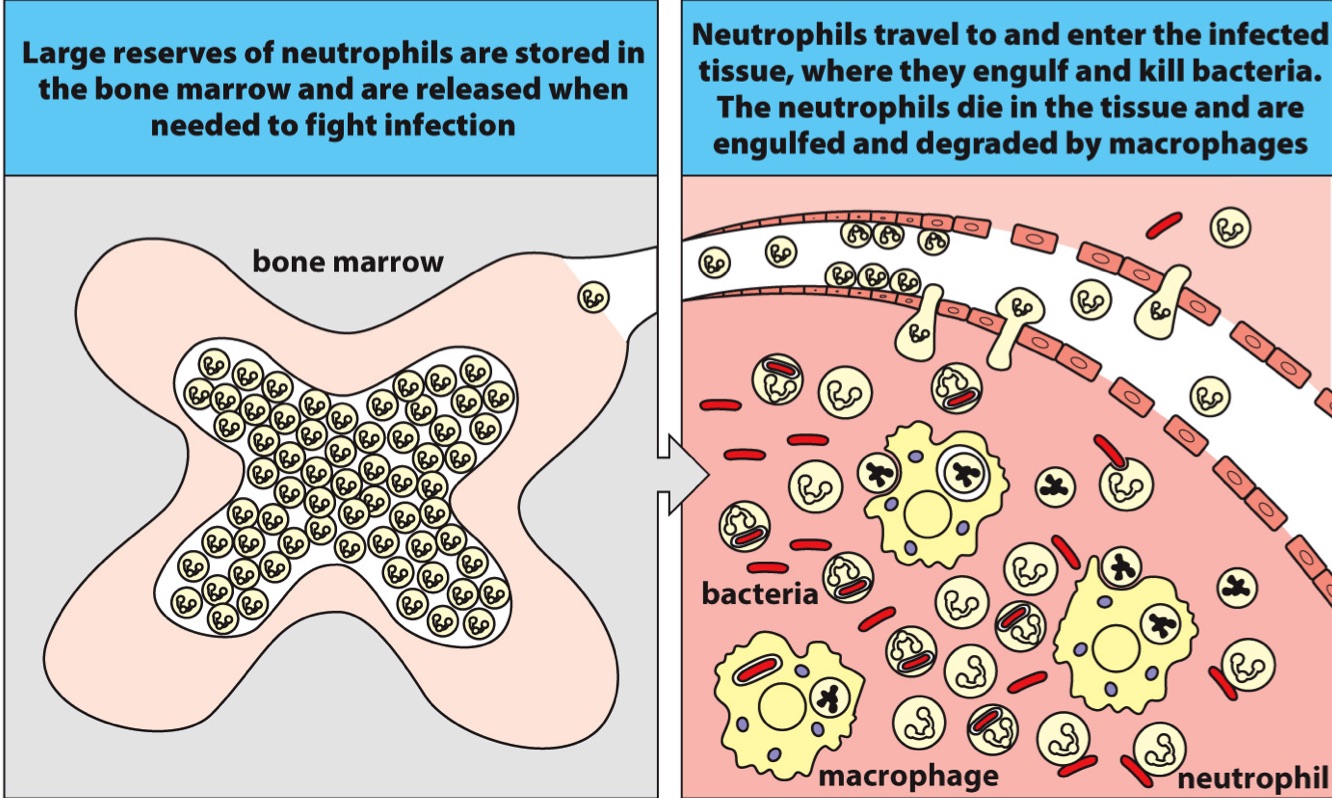 Large reserves of neutrophils are stored in
the bone marrow and are released when
needed to fight infection
bone marrow
Neutrophils travel to and enter the infected
tissue, where they engulf and kill bacteria.
The neutrophils die in the tissue and are
engulfed and degraded by macrophages
bacteria
macrophage
neutrophil